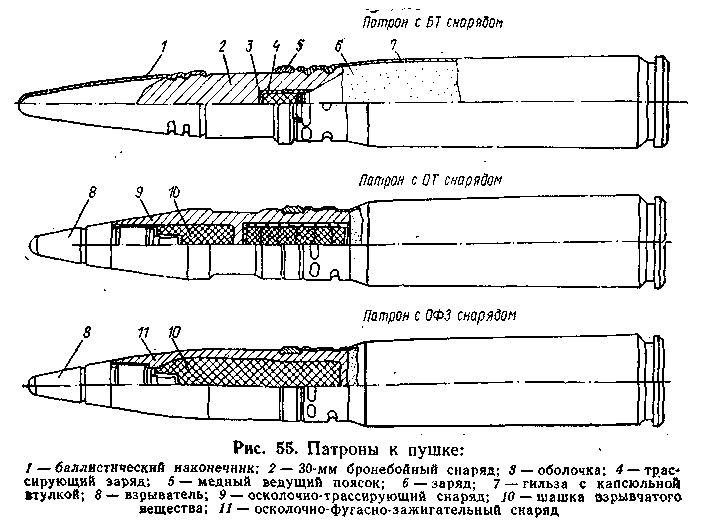 Патрон с БТ снарядом
1 2 3 4 5 6 7
Патрон с ОТ снарядом
8 9 10
Патрон с ОФЗ снарядом
8 11 10
Рис. 55. Патроны к пушке:
1 — баллистический наконечник; 2 — 30-мм бронебойный снаряд; 3 — оболочка; 4 — трас-
сирующий заряд; 5 — медный ведущий поясок; 6 — заряд; 7 — гильза с капсюльной
втулкой; 8 — взрыватель; 9 — осколочно-трассирующий снаряд; 10 — шашка взрывчатого
вещества; 11 — осколочно-фугасно-зажигательный снаряд